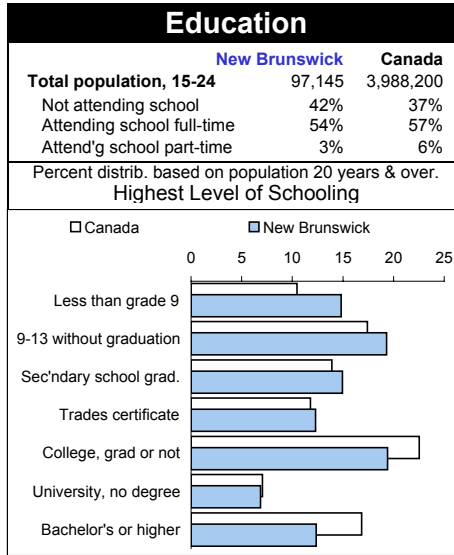 Education
New Brunswick Canada
Total population, 15-24 97,145 3,988,200
Not attending school 42% 37%
Attending school full-time 54% 57%
Attend'g school part-time 3% 6%
Percent distrib. based on population 20 years & over.
Highest Level of Schooling
Canada New Brunswick
0 5 10 15 20 25
Less than grade 9
9-13 without graduation
Sec'ndary school grad.
Trades certificate
College, grad or not
University, no degree
Bachelor's or higher